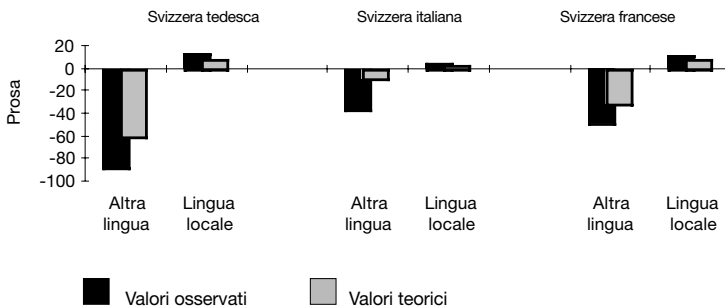 Svizzera tedesca Svizzera italiana Svizzera francese
Prosa
20
0
-20
-40
-60
-80
-100
Altra lingua Lingua locale Altra lingua Lingua locale Altra lingua Lingua locale
Valori osservati Valori teorici